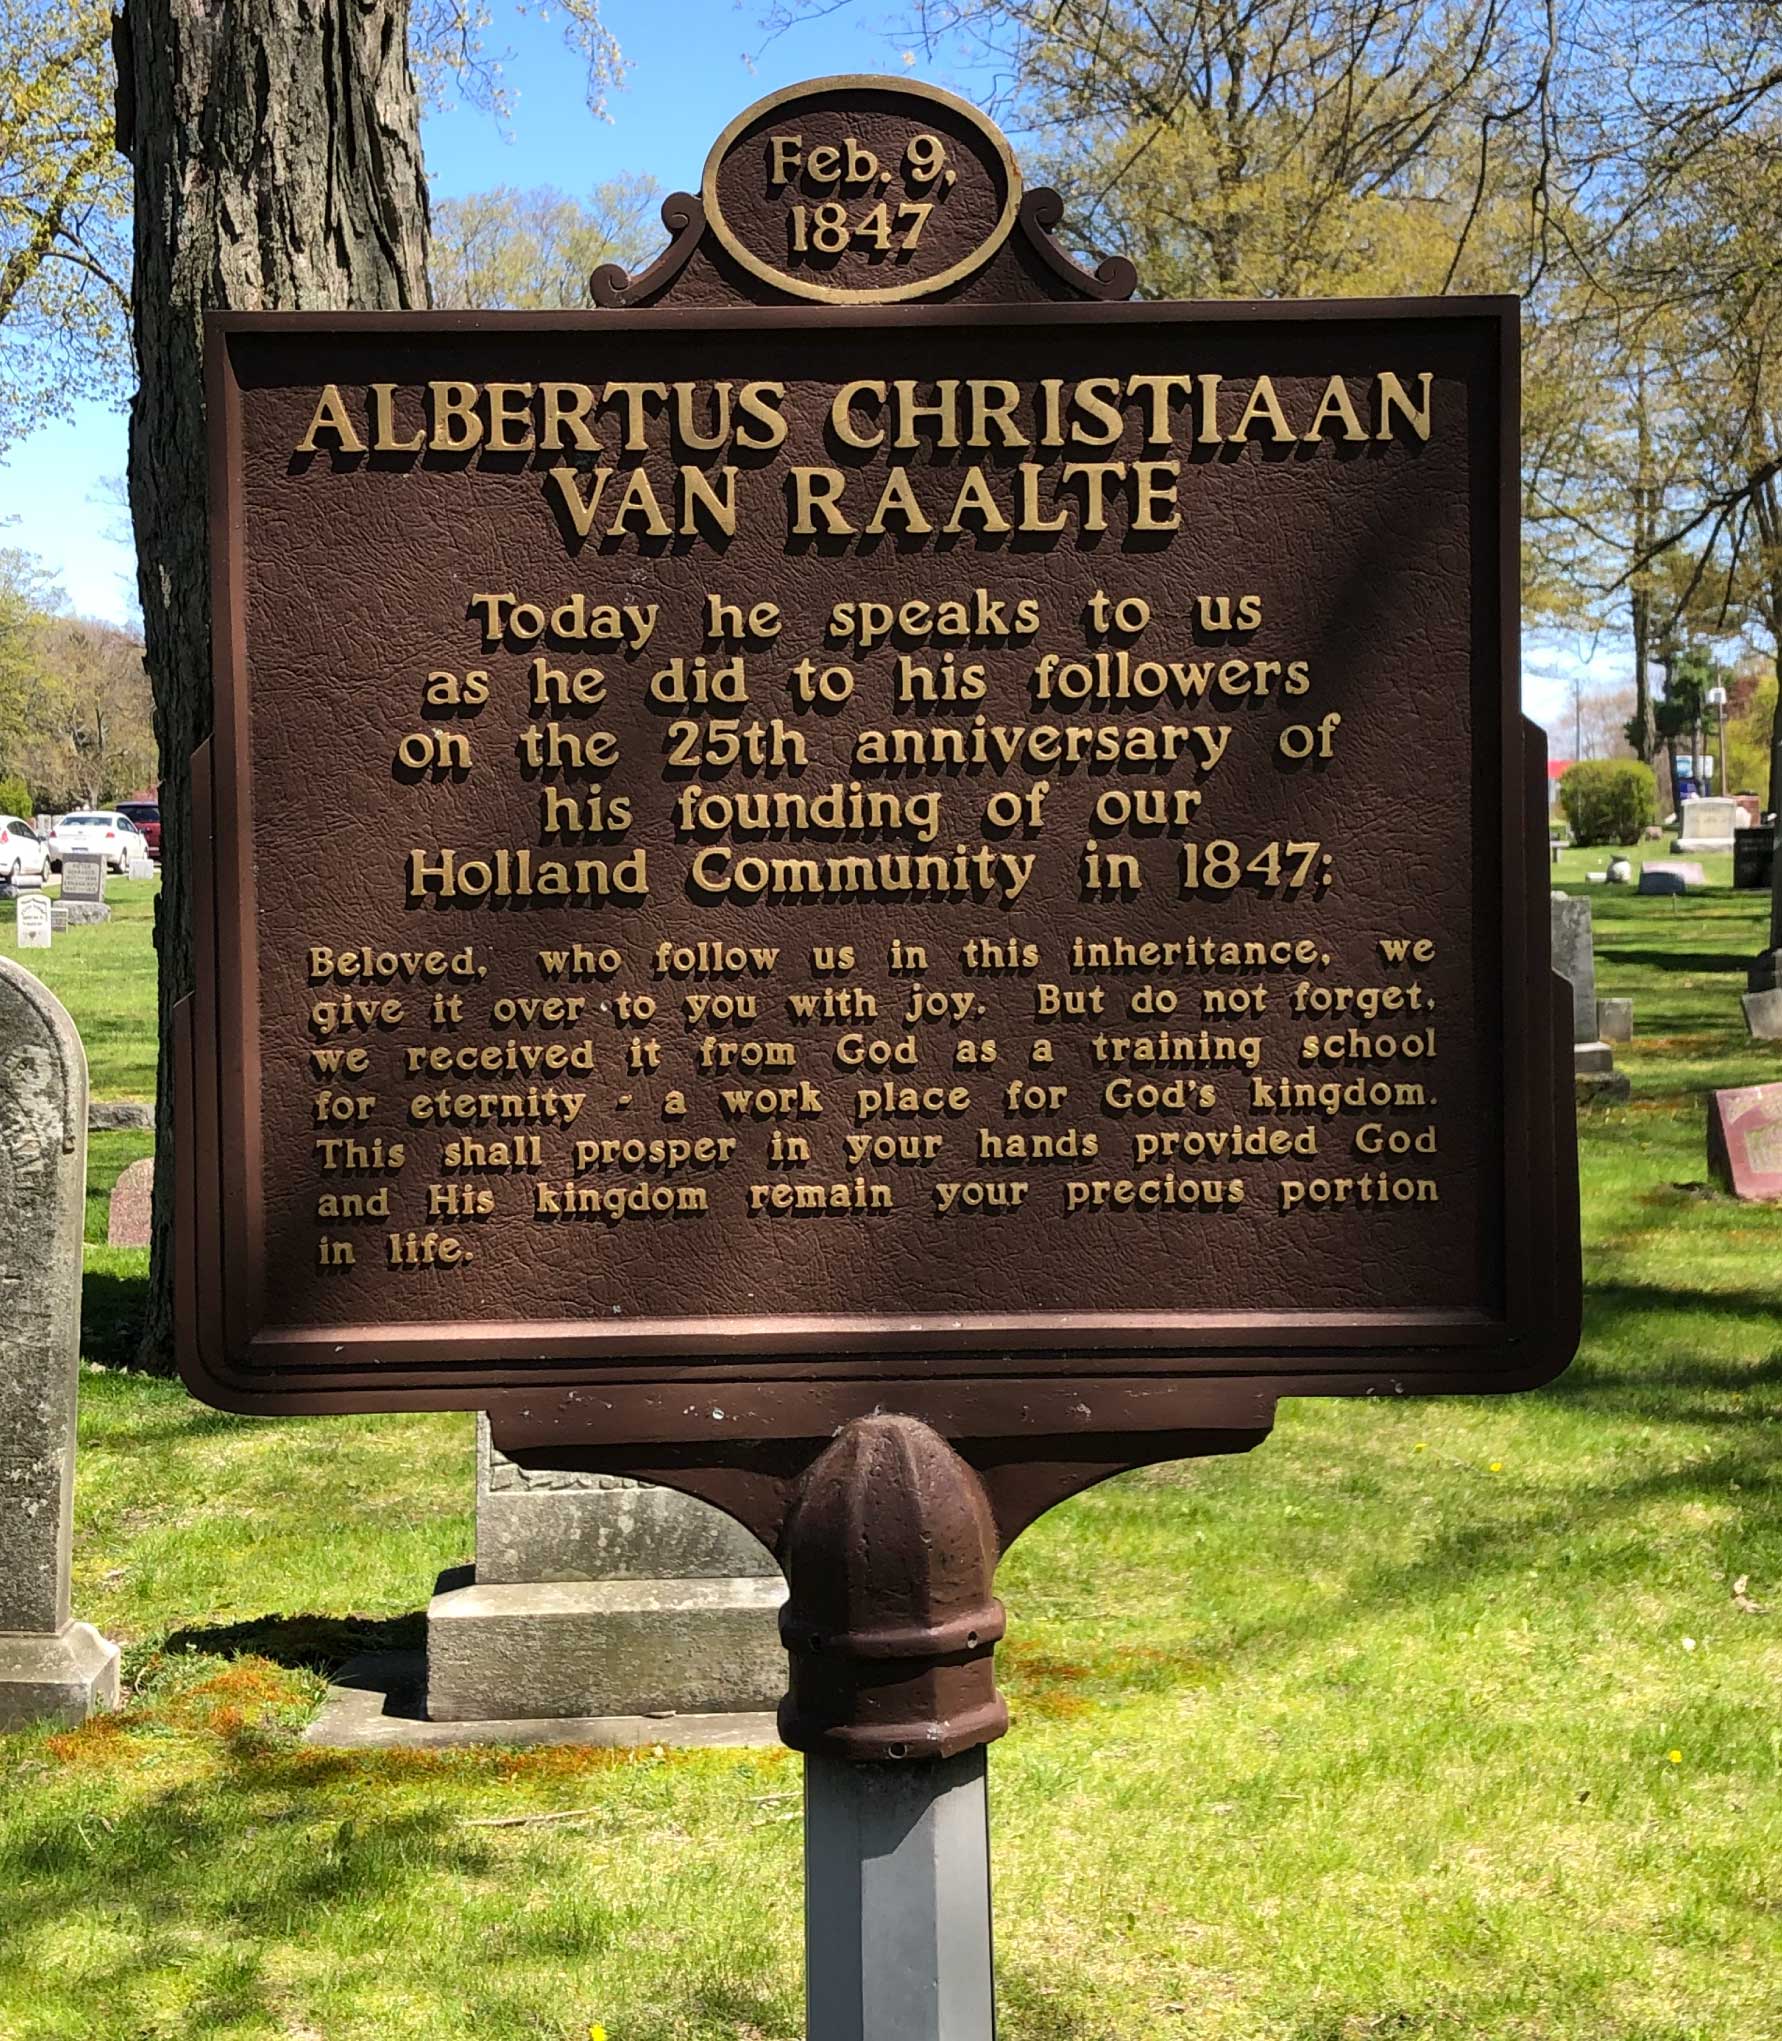 Feb. 9,
1847
ALBERTUS CHRISTIAAN
VAN RAALTE
Today he speaks to us
as he did to his followers
on the 25th anniversary of
his founding of our
Holland Community in 1847:
Beloved, who follow us in this inheritance, we
give it over to you with joy. But do not forget,
we received it from God as a training school
for eternity - a work place for God's kingdom.
This shall prosper in your hands provided God
and His kingdom remain your precious portion
in life.